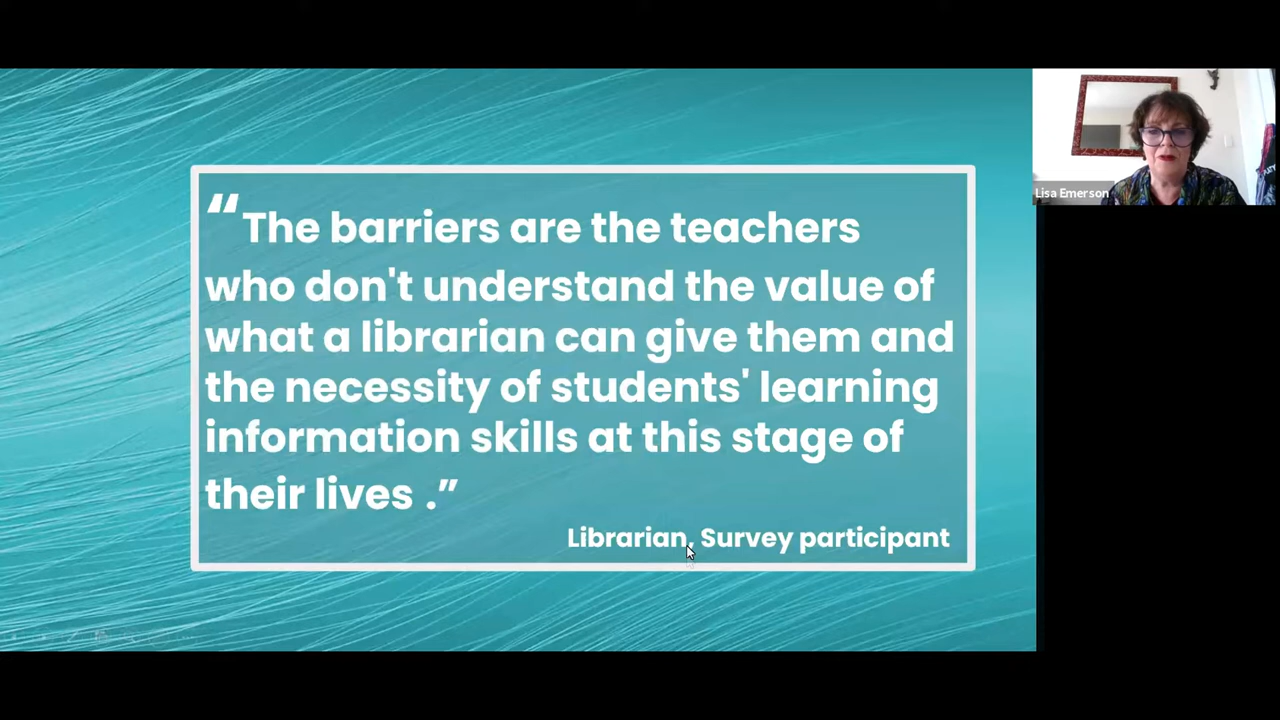 “The barriers are the teachers
who don't understand the value of
what a librarian can give them and
the necessity of students' learning
information skills at this stage of
their lives .”
Librarian, Survey participant
Lisa Emerson